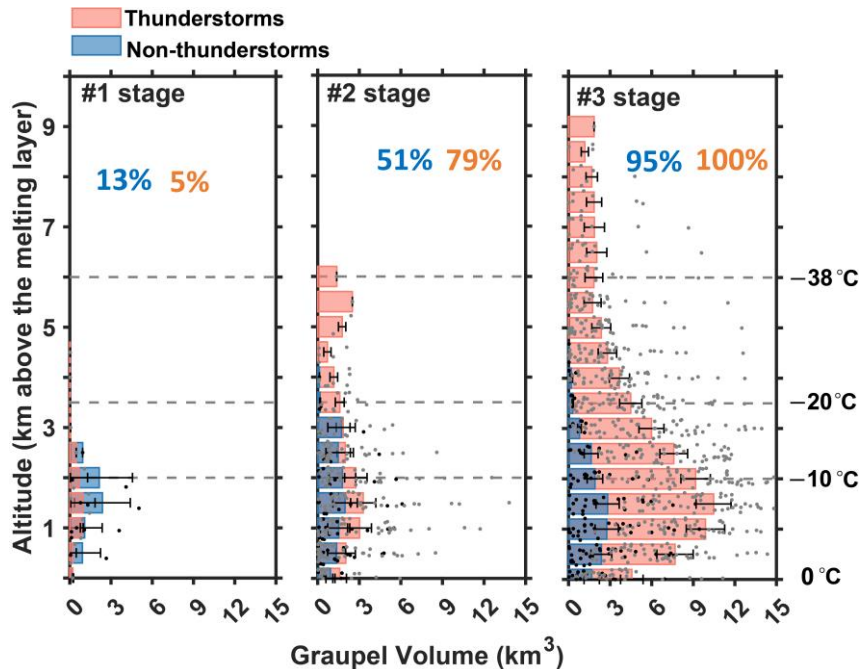 Thunderstorms
Non-thunderstorms
#1 stage
#2 stage
#3 stage
13% 5%
51% 79%
95% 100%
Altitude (km above the melting layer)
9
7
5
3
1
−38 °C
−20 °C
−10 °C
0 °C
0 3 6 9 12 15
0 3 6 9 12 15
0 3 6 9 12 15
Graupel Volume (km³)